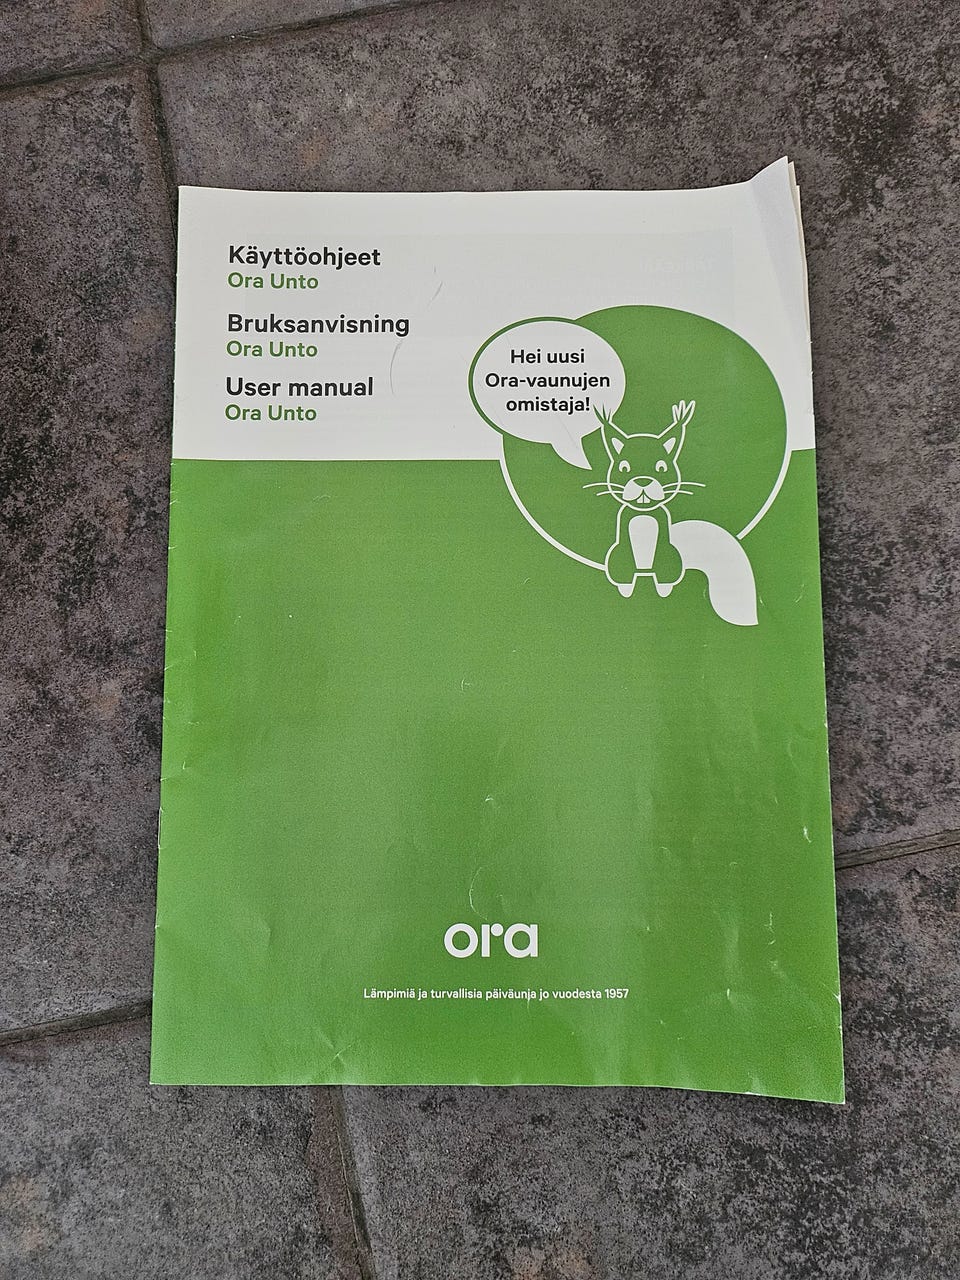 Käyttöohjeet
Ora Unto
Bruksanvisning
Ora Unto
User manual
Ora Unto
Hei uusi
Ora-vaunujen
omistaja!
ora
Lämpimiä ja turvallisia päiväunia jo vuodesta 1957